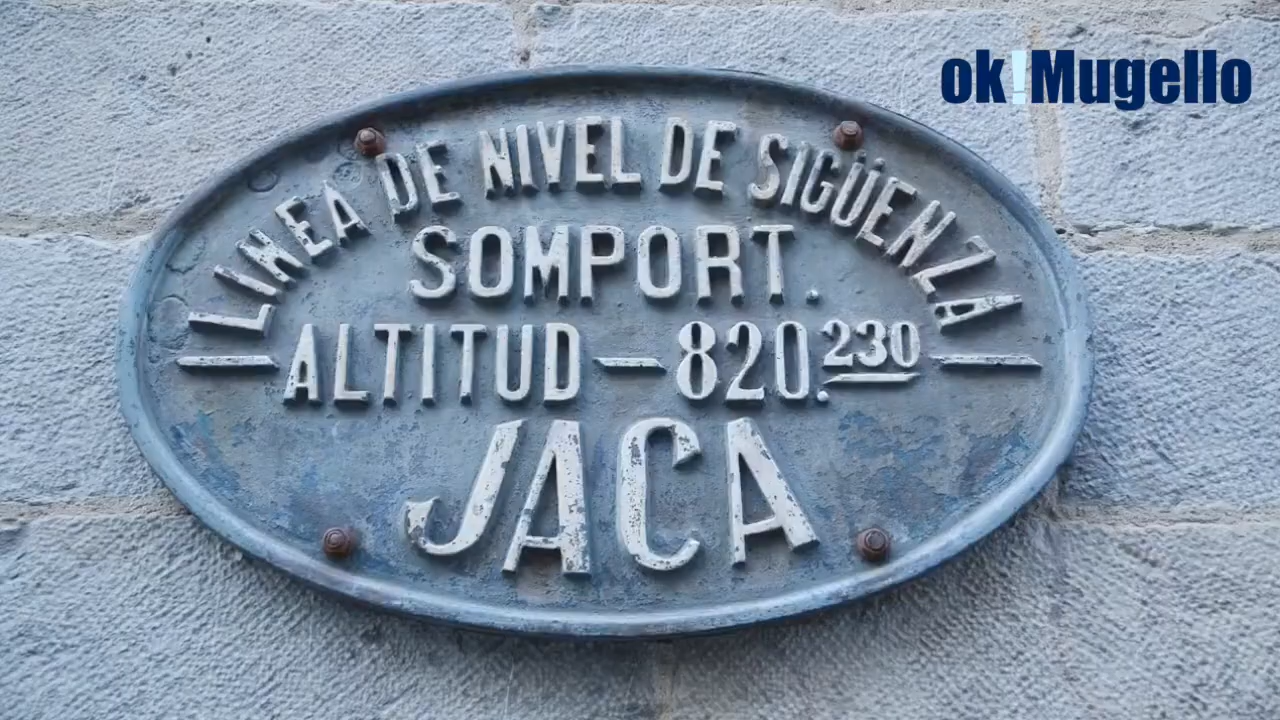 ok!Mugello
LINEA DE NIVEL DE SIGÜENZA
SOMPORT.
ALTITUD — 820.230
JACA